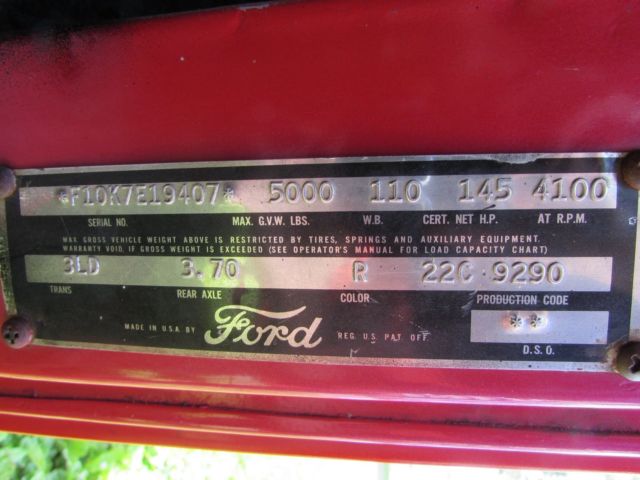 *F10K7E19407* 5000 110 145 4100
SERIAL NO. MAX. G.V.W. LBS. W.B. CERT. NET H.P. AT R.P.M.
MAX. GROSS VEHICLE WEIGHT ABOVE IS RESTRICTED BY TIRES, SPRINGS AND AUXILIARY EQUIPMENT.
WARRANTY VOID, IF GROSS WEIGHT IS EXCEEDED (SEE OPERATOR'S MANUAL FOR LOAD CAPACITY CHART)
3LD 3.70 R 22C 9290
TRANS REAR AXLE COLOR PRODUCTION CODE
MADE IN U.S.A. BY Ford REG. U.S. PAT. OFF. **
D.S.O.